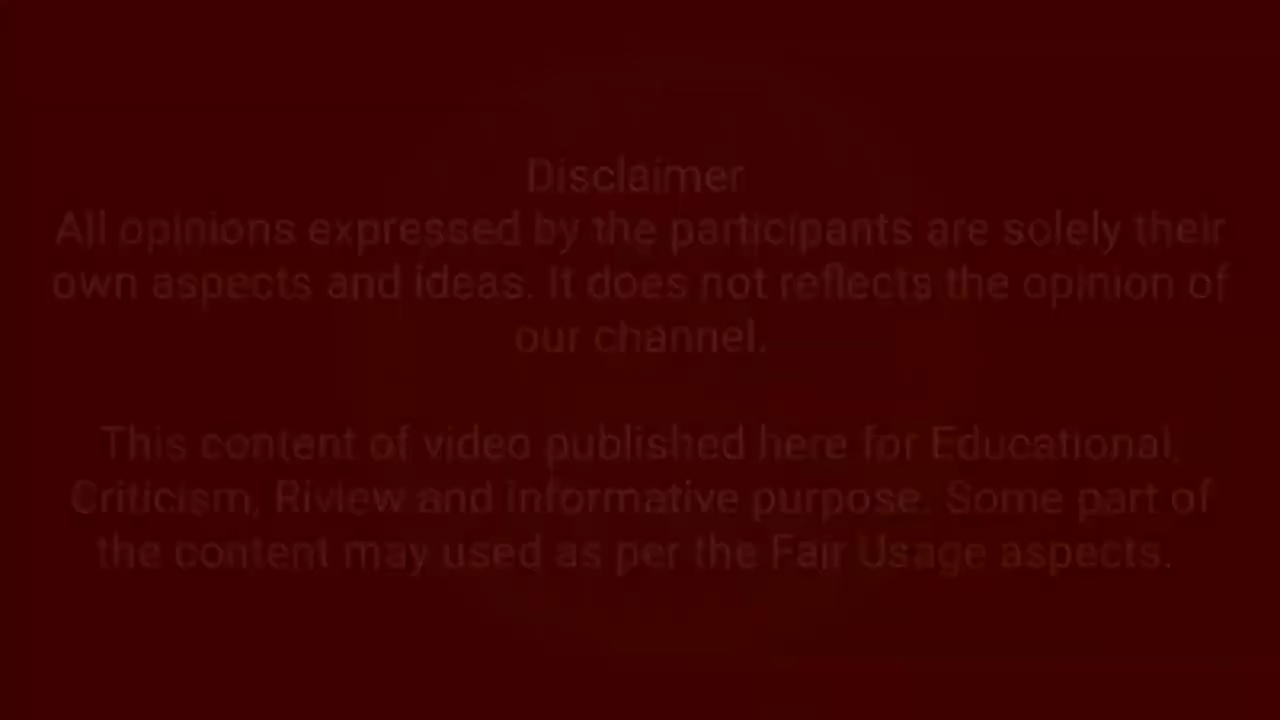 Disclaimer
All opinions expressed by the participants are solely their
own aspects and ideas. It does not reflects the opinion of
our channel.
This content of video published here for Educational,
Criticism, Riview and Informative purpose. Some part of
the content may used as per the Fair Usage aspects.